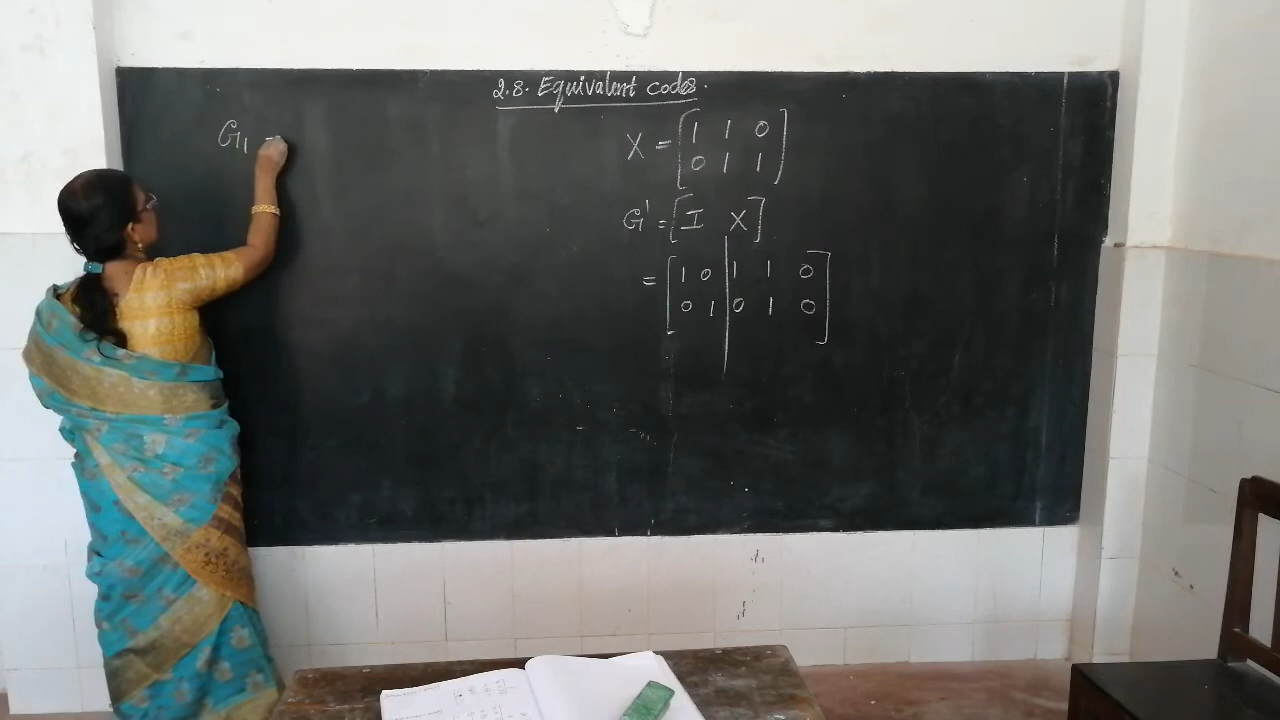 2.8. Equivalent codes.
G1 =
X = [1 1 0
0 1 1]
G' = [I X]
= [1 0 | 1 1 0
0 1 | 0 1 0]